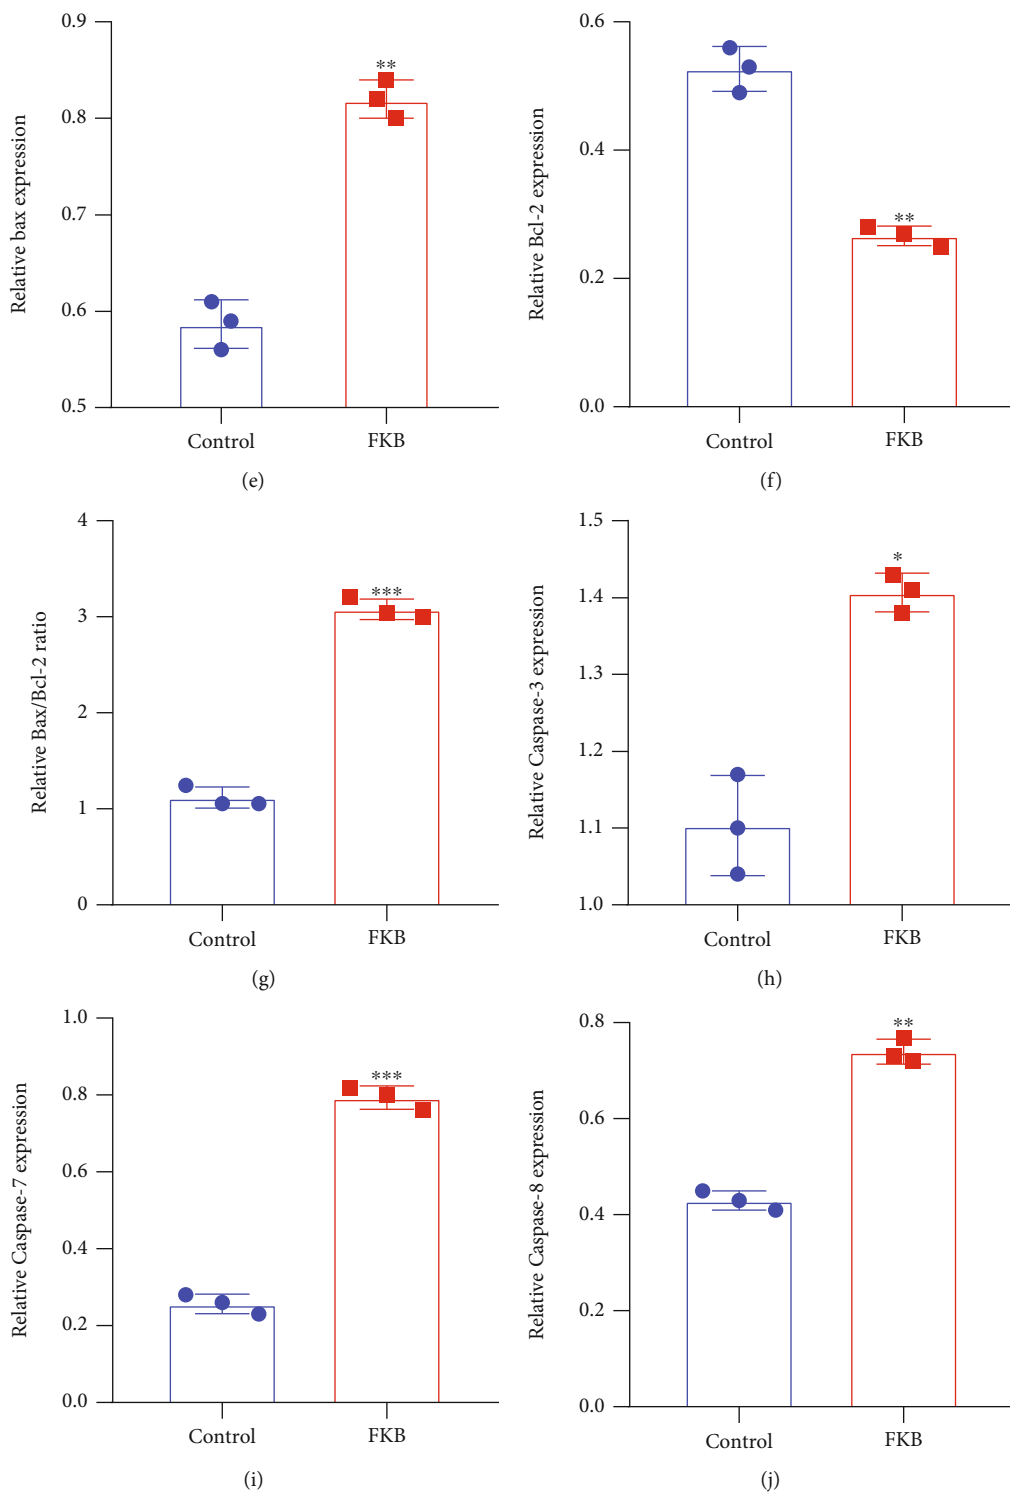 Relative bax expression
0.9
0.8
0.7
0.6
0.5
**
Control
FKB
(e)
Relative Bcl-2 expression
0.6
0.4
0.2
0.0
**
Control
FKB
(f)
Relative Bax/Bcl-2 ratio
4
3
2
1
0
***
Control
FKB
(g)
Relative Caspase-3 expression
1.5
1.4
1.3
1.2
1.1
1.0
*
Control
FKB
(h)
Relative Caspase-7 expression
1.0
0.8
0.6
0.4
0.2
0.0
***
Control
FKB
(i)
Relative Caspase-8 expression
0.8
0.6
0.4
0.2
0.0
**
Control
FKB
(j)